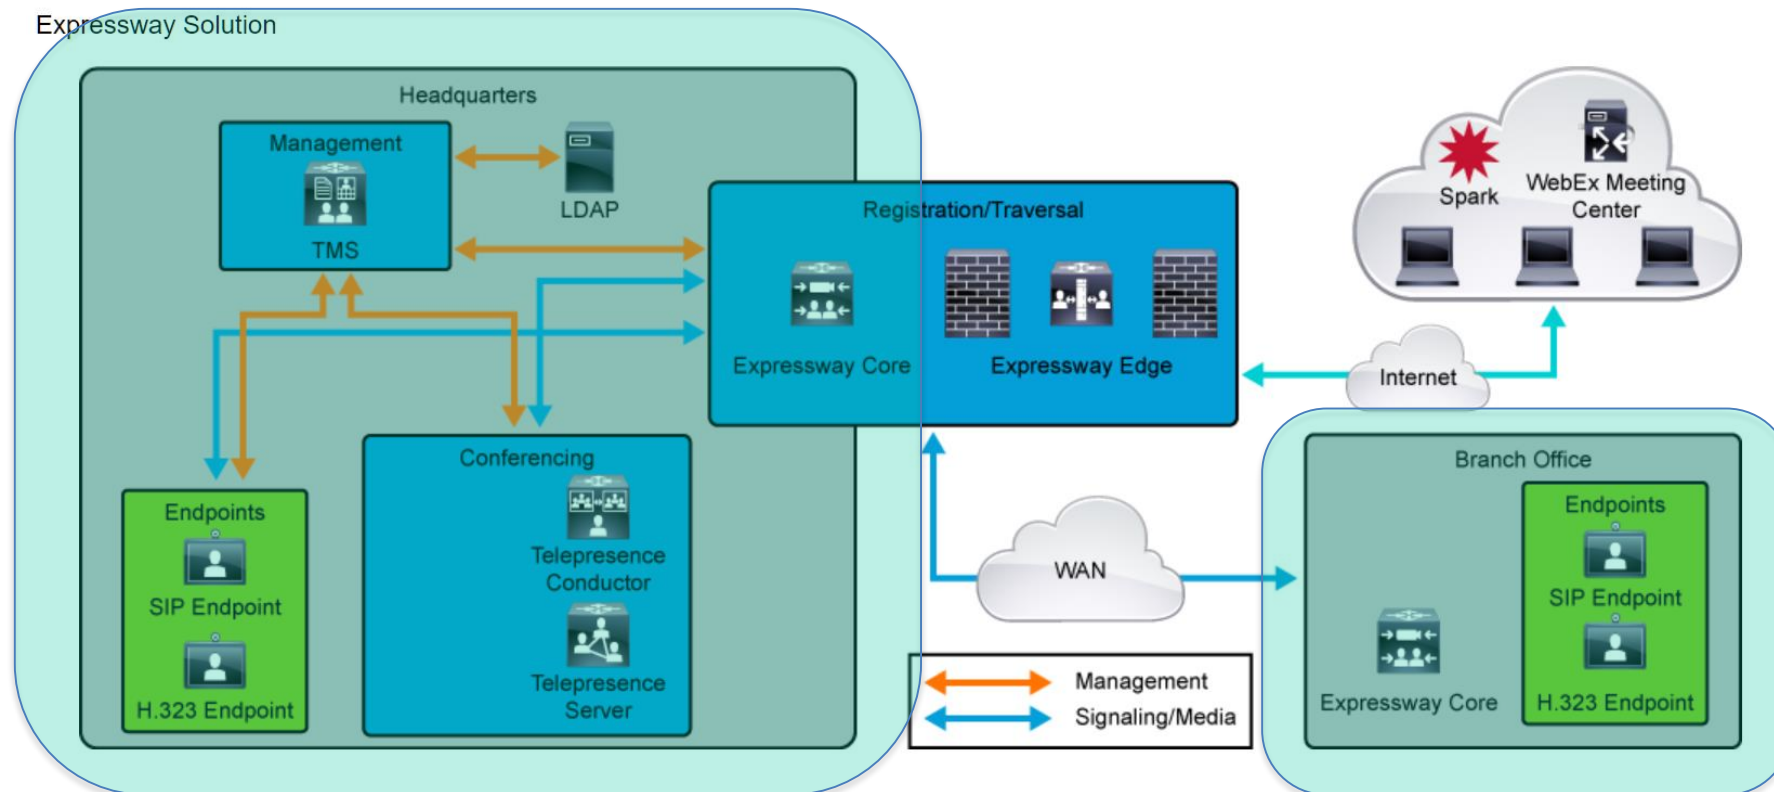 Expressway Solution
Headquarters
Management
TMS
LDAP
Registration/Traversal
Expressway Core
Expressway Edge
Spark
WebEx Meeting
Center
Internet
Endpoints
SIP Endpoint
H.323 Endpoint
Conferencing
Telepresence
Conductor
Telepresence
Server
WAN
Management
Signaling/Media
Branch Office
Expressway Core
Endpoints
SIP Endpoint
H.323 Endpoint